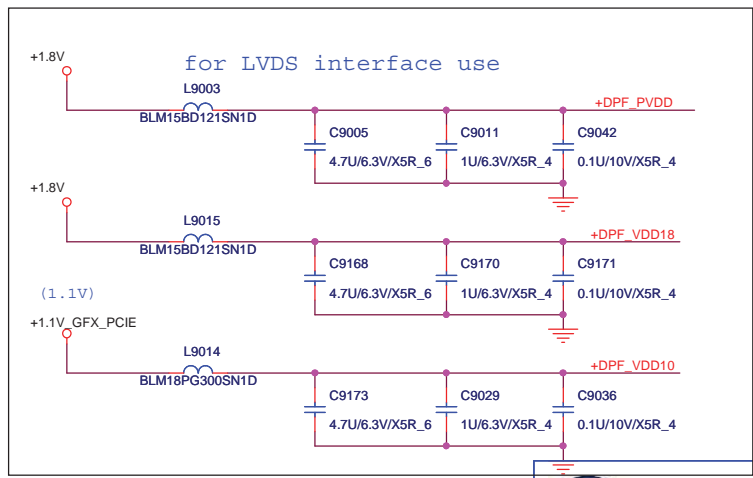 +1.8V
for LVDS interface use
L9003
BLM15BD121SN1D
+DPF_PVDD
C9005
4.7U/6.3V/X5R_6
C9011
1U/6.3V/X5R_4
C9042
0.1U/10V/X5R_4
+1.8V
L9015
BLM15BD121SN1D
+DPF_VDD18
C9168
4.7U/6.3V/X5R_6
C9170
1U/6.3V/X5R_4
C9171
0.1U/10V/X5R_4
(1.1V)
+1.1V_GFX_PCIE
L9014
BLM18PG300SN1D
+DPF_VDD10
C9173
4.7U/6.3V/X5R_6
C9029
1U/6.3V/X5R_4
C9036
0.1U/10V/X5R_4